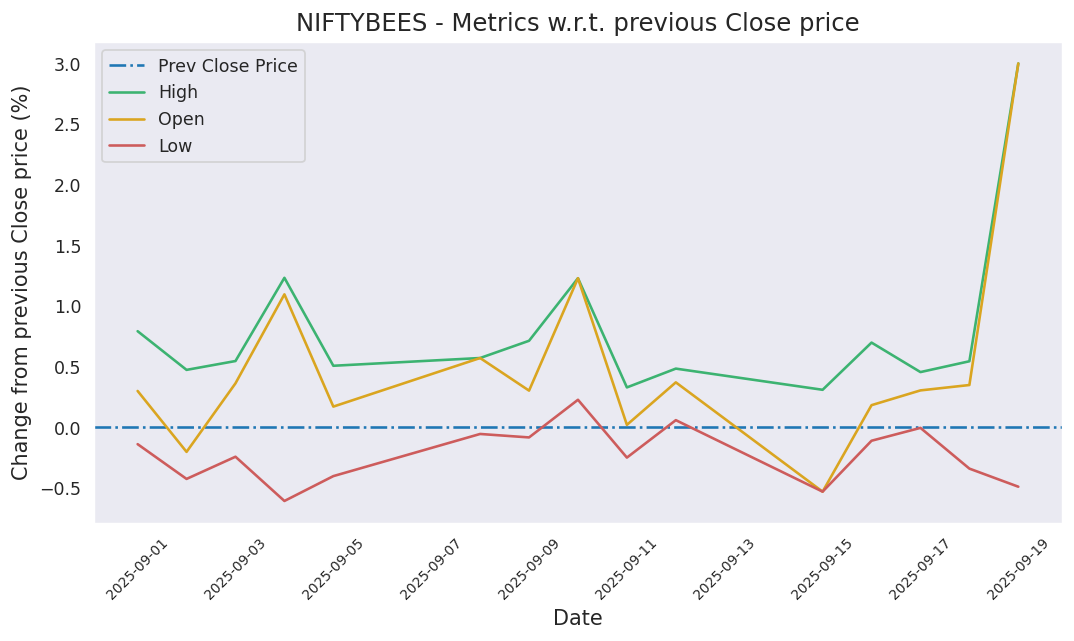 NIFTYBEES - Metrics w.r.t. previous Close price
Prev Close Price
High
Open
Low
Change from previous Close price (%)
3.0
2.5
2.0
1.5
1.0
0.5
0.0
−0.5
2025-09-01
2025-09-03
2025-09-05
2025-09-07
2025-09-09
2025-09-11
2025-09-13
2025-09-15
2025-09-17
2025-09-19
Date